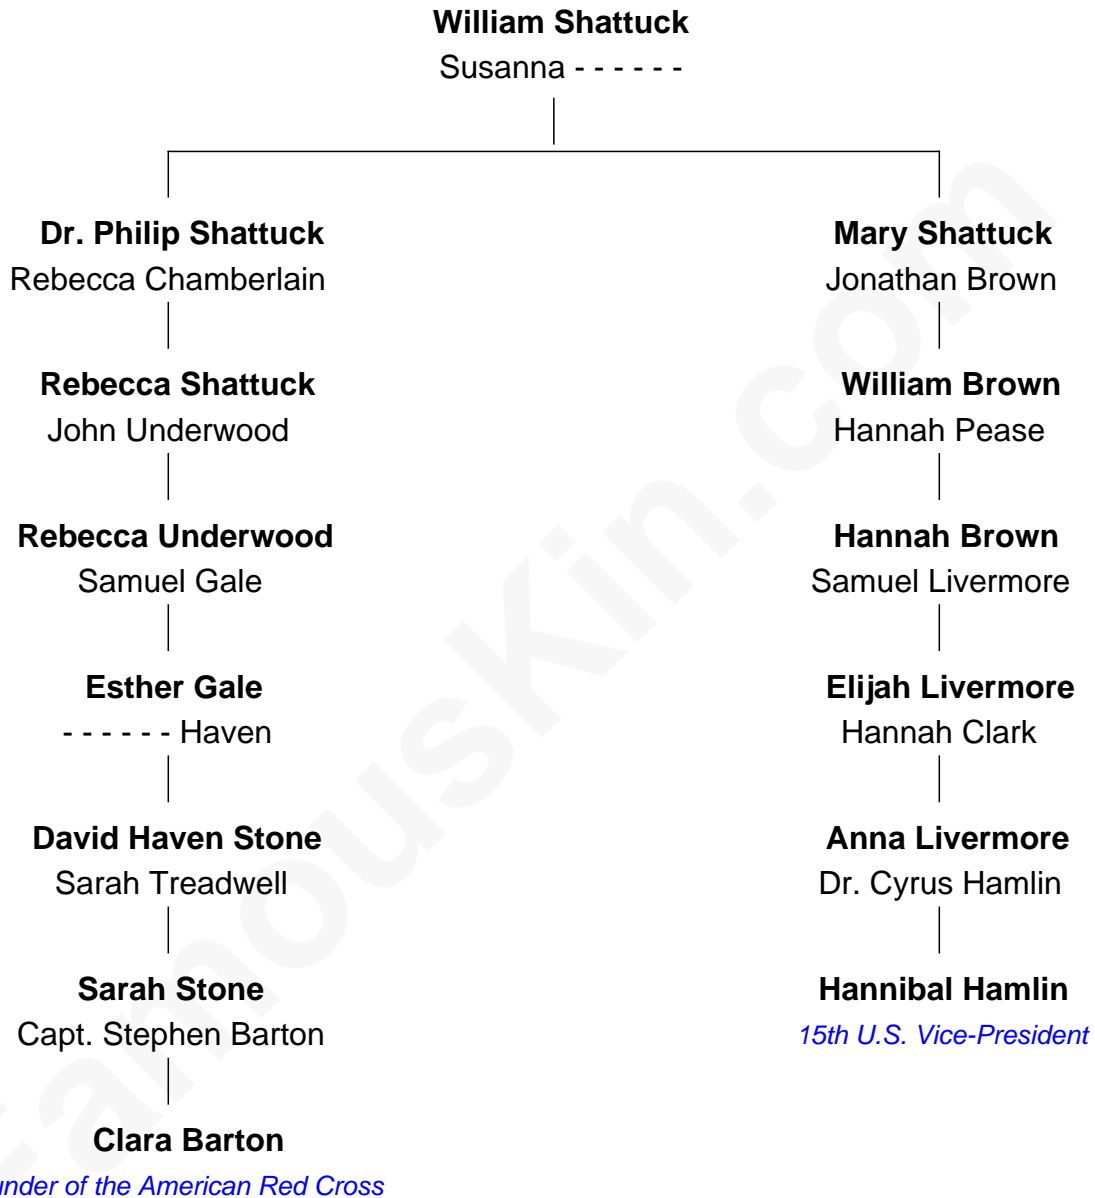 William Shattuck
Susanna - - - - - -
Dr. Philip Shattuck
Rebecca Chamberlain
Mary Shattuck
Jonathan Brown
Rebecca Shattuck
John Underwood
William Brown
Hannah Pease
Rebecca Underwood
Samuel Gale
Hannah Brown
Samuel Livermore
Esther Gale
- - - - - - Haven
Elijah Livermore
Hannah Clark
David Haven Stone
Sarah Treadwell
Anna Livermore
Dr. Cyrus Hamlin
Sarah Stone
Capt. Stephen Barton
Hannibal Hamlin
15th U.S. Vice-President
Clara Barton
under of the American Red Cross
FamousKin.com